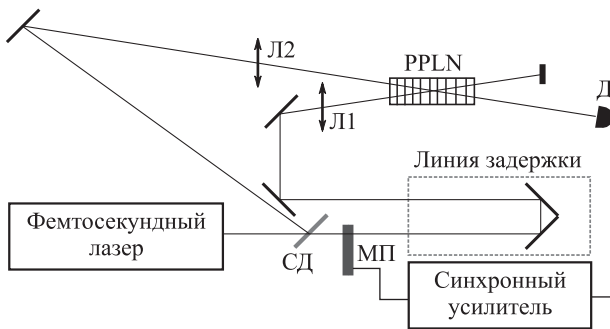 Л2
PPLN
Л1
Д
Линия задержки
Фемтосекундный
лазер
СД
МП
Синхронный
усилитель